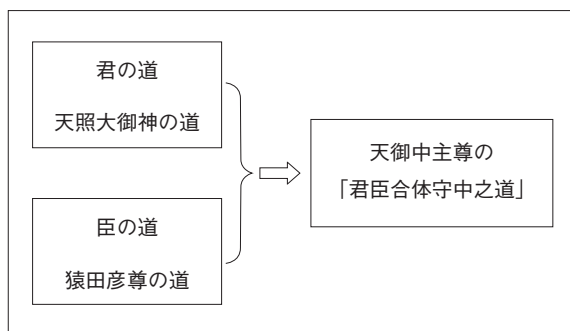 君の道
天照大御神の道
臣の道
猿田彦尊の道
天御中主尊の
「君臣合体守中之道」